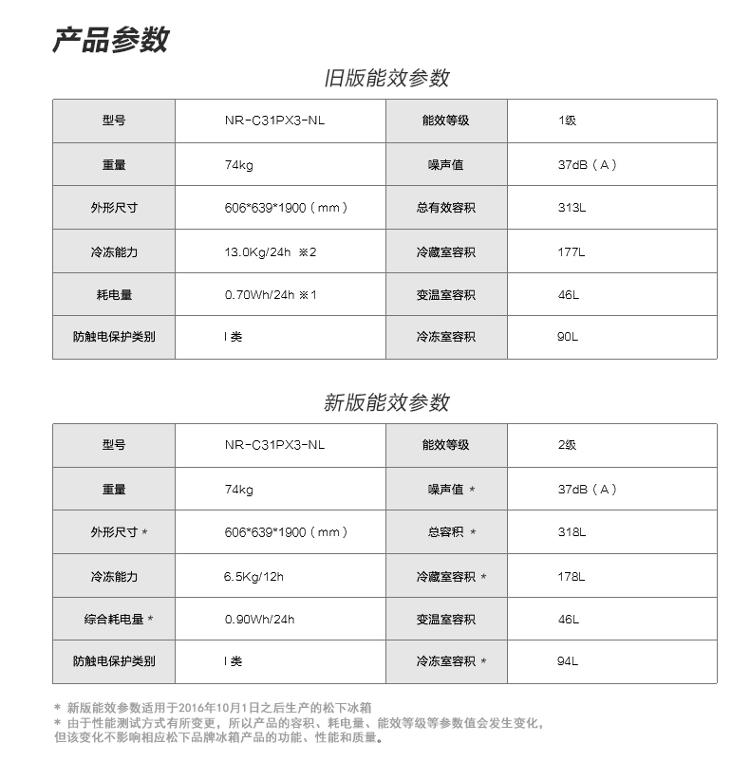 产品参数
旧版能效参数
型号 NR-C31PX3-NL 能效等级 1级
重量 74kg 噪声值 37dB（A）
外形尺寸 606*639*1900（mm） 总有效容积 313L
冷冻能力 13.0Kg/24h ※2 冷藏室容积 177L
耗电量 0.70Wh/24h ※1 变温室容积 46L
防触电保护类别 I 类 冷冻室容积 90L
新版能效参数
型号 NR-C31PX3-NL 能效等级 2级
重量 74kg 噪声值 * 37dB（A）
外形尺寸 * 606*639*1900（mm） 总容积 * 318L
冷冻能力 6.5Kg/12h 冷藏室容积 * 178L
综合耗电量 * 0.90Wh/24h 变温室容积 46L
防触电保护类别 I 类 冷冻室容积 * 94L
* 新版能效参数适用于2016年10月1日之后生产的松下冰箱
* 由于性能测试方式有所变更，所以产品的容积、耗电量、能效等级等参数值会发生变化，
但该变化不影响相应松下品牌冰箱产品的功能、性能和质量。